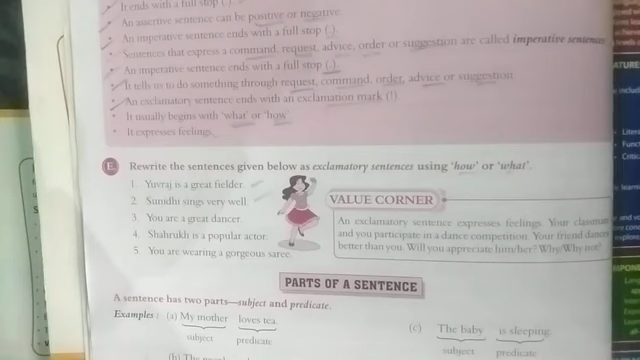 It ends with a full stop (.).
An assertive sentence can be positive or negative.
An imperative sentence ends with a full stop (.).
Sentences that express a command, request, advice, order or suggestion are called imperative sentences
An imperative sentence ends with a full stop (.).
It tells us to do something through request, command, order, advice or suggestion.
An exclamatory sentence ends with an exclamation mark (!).
It usually begins with 'what' or 'how'
It expresses feelings.
E. Rewrite the sentences given below as exclamatory sentences using 'how' or 'what'.
1. Yuvraj is a great fielder.
2. Sunidhi sings very well.
3. You are a great dancer.
4. Shahrukh is a popular actor.
5. You are wearing a gorgeous saree.
VALUE CORNER
An exclamatory sentence expresses feelings. Your
and you participate in a dance competition. Your friend
better than you. Will you appreciate him/her? Why/Why not?
PARTS OF A SENTENCE
A sentence has two parts—subject and predicate.
Examples: (a) My mother loves tea.
subject predicate
(c) The baby is sleeping.
subject predicate
(b) The